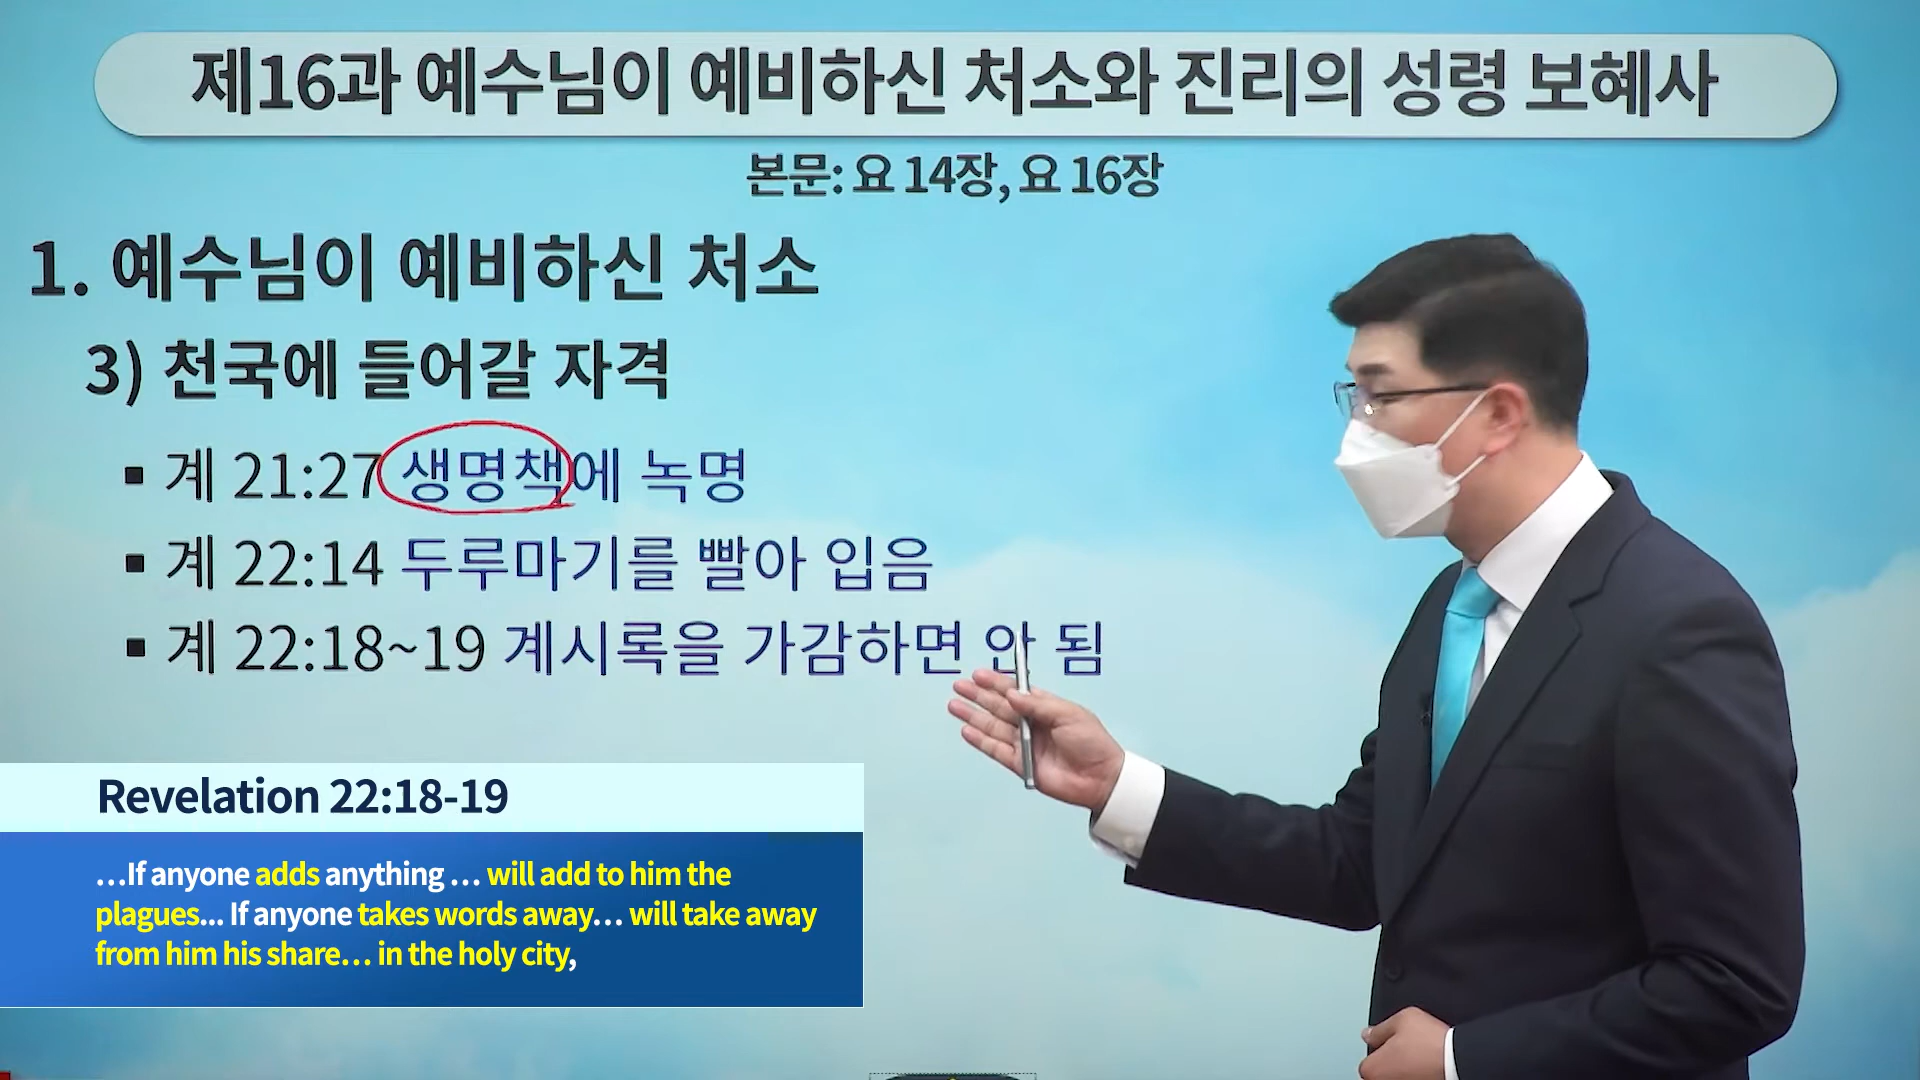 제16과 예수님이 예비하신 처소와 진리의 성령 보혜사
본문: 요 14장, 요 16장
1. 예수님이 예비하신 처소
3) 천국에 들어갈 자격
▪ 계 21:27 생명책에 녹명
▪ 계 22:14 두루마기를 빨아 입음
▪ 계 22:18~19 계시록을 가감하면 안 됨
Revelation 22:18-19
…If anyone adds anything … will add to him the
plagues... If anyone takes words away… will take away
from him his share… in the holy city,